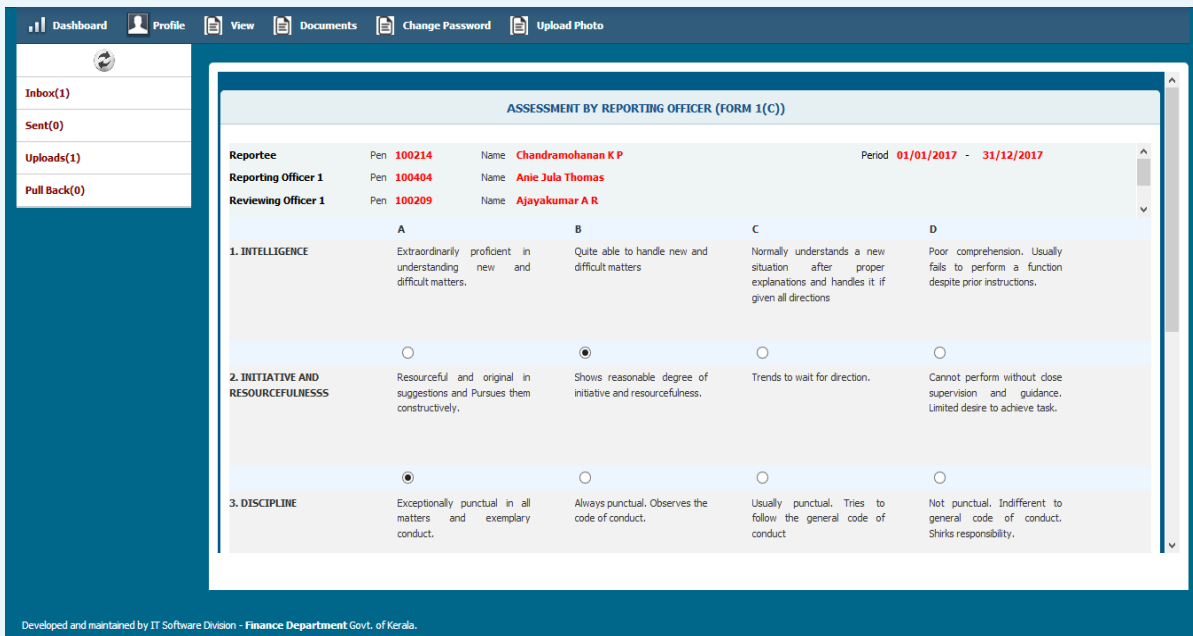 Dashboard Profile View Documents Change Password Upload Photo
Inbox(1)
Sent(0)
Uploads(1)
Pull Back(0)
ASSESSMENT BY REPORTING OFFICER (FORM 1(C))
Reportee Pen 100214 Name Chandramohanan K P Period 01/01/2017 - 31/12/2017
Reporting Officer 1 Pen 100404 Name Anie Jula Thomas
Reviewing Officer 1 Pen 100209 Name Ajayakumar A R
A B C D
1. INTELLIGENCE
Extraordinarily proficient in
understanding new and
difficult matters.
Quite able to handle new and
difficult matters
Normally understands a new
situation after proper
explanations and handles it if
given all directions
Poor comprehension. Usually
fails to perform a function
despite prior instructions.
2. INITIATIVE AND
RESOURCEFULNESSS
Resourceful and original in
suggestions and Pursues them
constructively.
Shows reasonable degree of
initiative and resourcefulness.
Trends to wait for direction.
Cannot perform without close
supervision and guidance.
Limited desire to achieve task.
3. DISCIPLINE
Exceptionally punctual in all
matters and exemplary
conduct.
Always punctual. Observes the
code of conduct.
Usually punctual. Tries to
follow the general code of
conduct
Not punctual. Indifferent to
general code of conduct.
Shirks responsibility.
Developed and maintained by IT Software Division - Finance Department Govt. of Kerala.